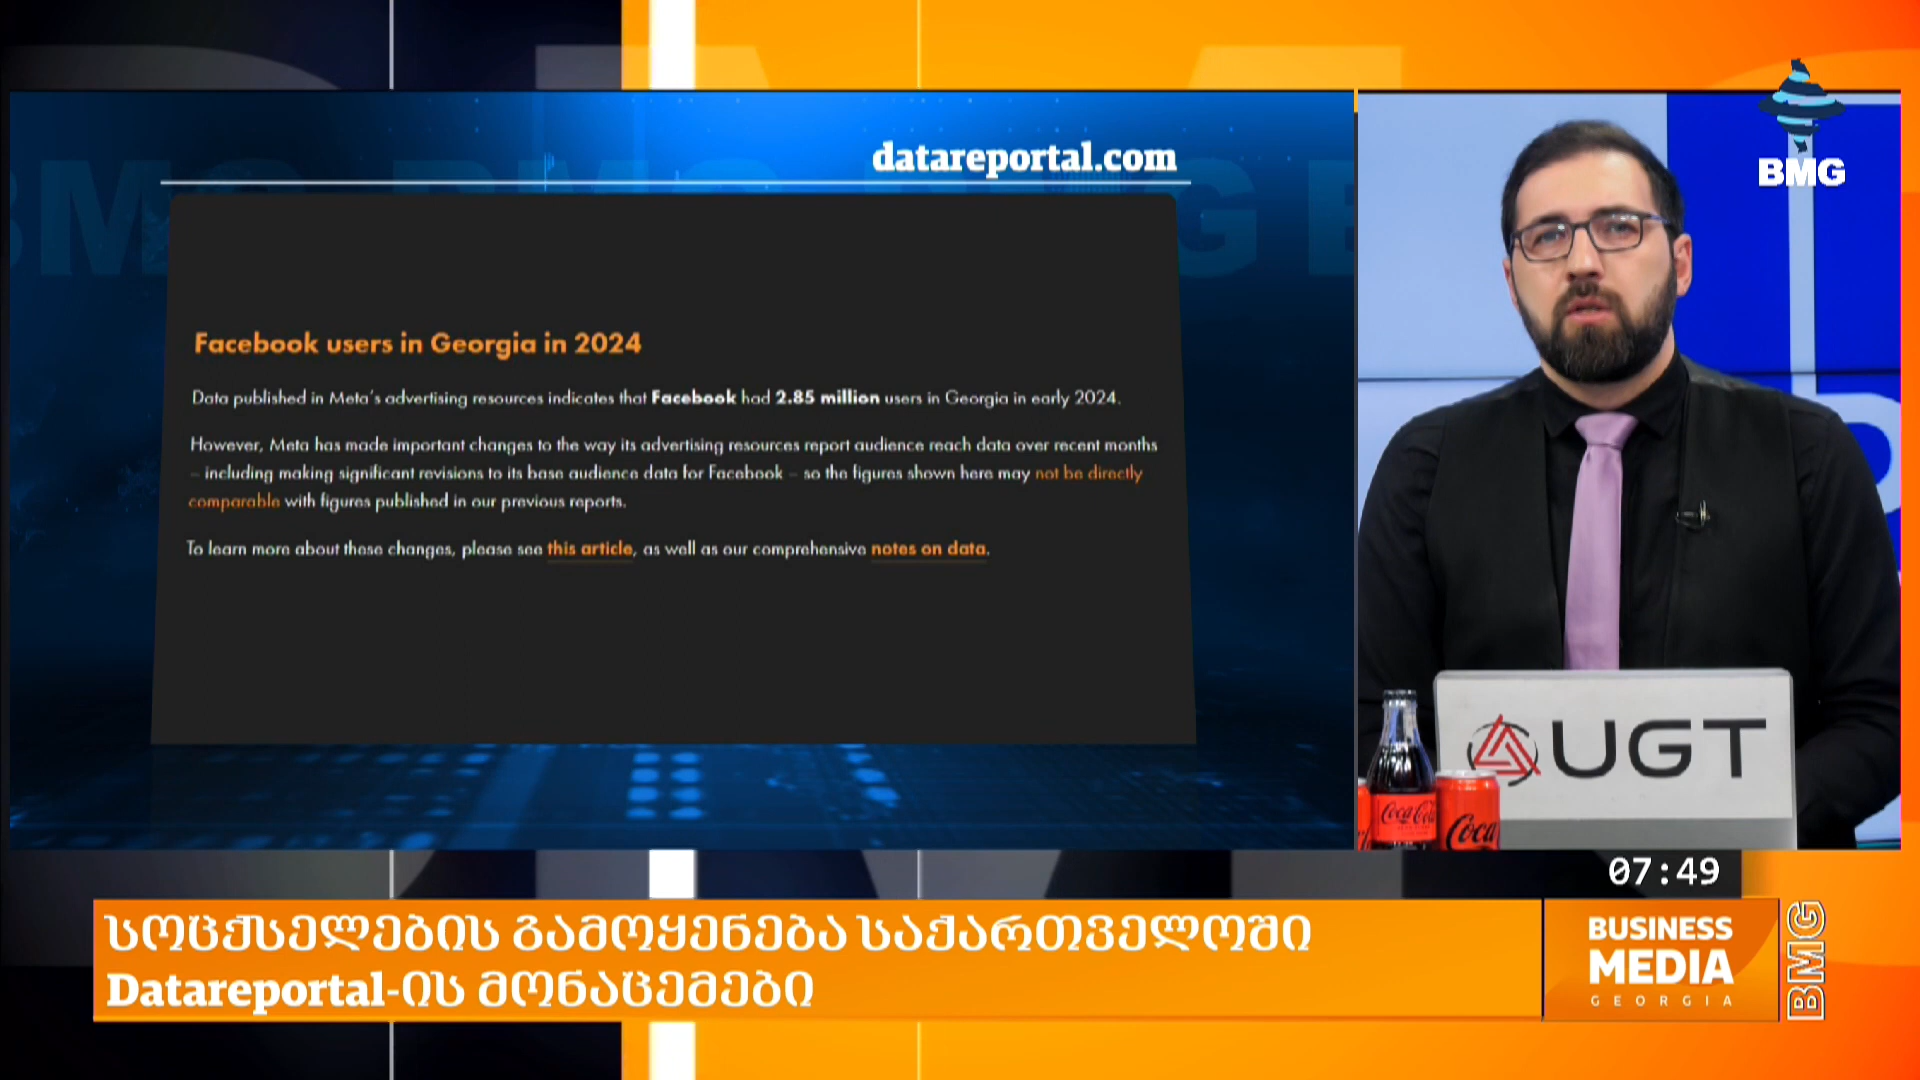 datareportal.com
Facebook users in Georgia in 2024
Data published in Meta's advertising resources indicates that Facebook had 2.85 million users in Georgia in early 2024.
However, Meta has made important changes to the way its advertising resources report audience reach data over recent months
– including making significant revisions to its base audience data for Facebook – so the figures shown here may not be directly
comparable with figures published in our previous reports.
To learn more about these changes, please see this article, as well as our comprehensive notes on data.
BMG
UGT
Coca-Cola
Coca
07:49
სოცქსელების გამოყენება საქართველოში
Datareportal-ის მონაცემები
BUSINESS
MEDIA
GEORGIA
BMG